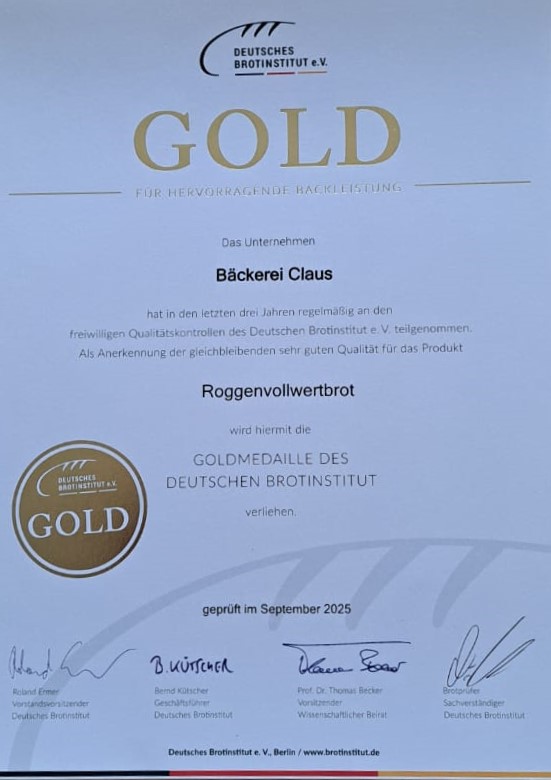 DEUTSCHES
BROTINSTITUT e.V.
GOLD
FÜR HERVORRAGENDE BACKLEISTUNG
Das Unternehmen
Bäckerei Claus
hat in den letzten drei Jahren regelmäßig an den
freiwilligen Qualitätskontrollen des Deutschen Brotinstitut e. V. teilgenommen.
Als Anerkennung der gleichbleibenden sehr guten Qualität für das Produkt
Roggenvollwertbrot
wird hiermit die
GOLDMEDAILLE DES
DEUTSCHEN BROTINSTITUT
verliehen.
DEUTSCHES
BROTINSTITUT e.V.
GOLD
geprüft im September 2025
B. KÜTSCHER
Roland Ermer
Vorstandsvorsitzender
Deutsches Brotinstitut
Bernd Kütscher
Geschäftsführer
Deutsches Brotinstitut
Prof. Dr. Thomas Becker
Vorsitzender
Wissenschaftlicher Beirat
Brotprüfer
Sachverständiger
Deutsches Brotinstitut
Deutsches Brotinstitut e. V., Berlin / www.brotinstitut.de